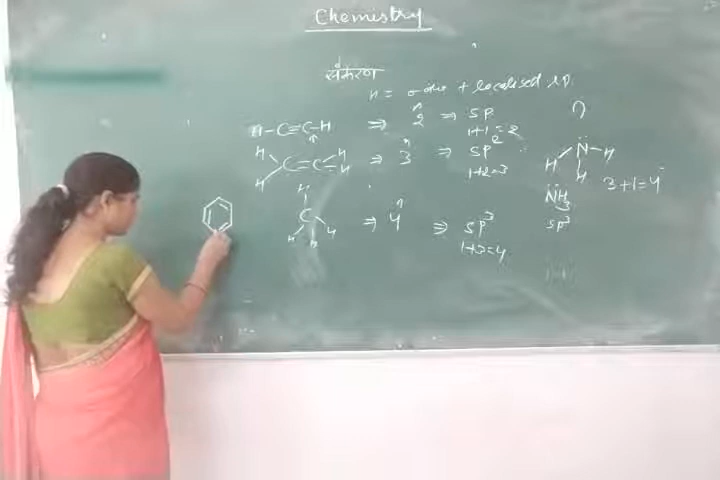 Chemistry
संकरण
n = σ + localised l.p.
H-C≡C-H ⇒ n 2 ⇒ sp
1+1=2
H H C=C H H ⇒ n 3 ⇒ sp²
1+2=3
H C H H H ⇒ n 4 ⇒ sp³
1+3=4
H N H H
3+1=4
NH3
sp³